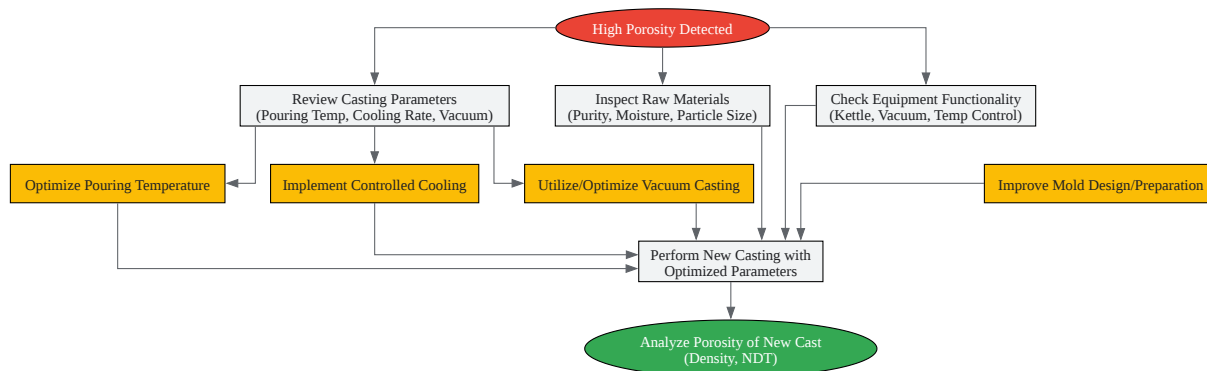 High Porosity Detected
Review Casting Parameters
(Pouring Temp, Cooling Rate, Vacuum)
Inspect Raw Materials
(Purity, Moisture, Particle Size)
Check Equipment Functionality
(Kettle, Vacuum, Temp Control)
Optimize Pouring Temperature
Implement Controlled Cooling
Utilize/Optimize Vacuum Casting
Improve Mold Design/Preparation
Perform New Casting with
Optimized Parameters
Analyze Porosity of New Cast
(Density, NDT)